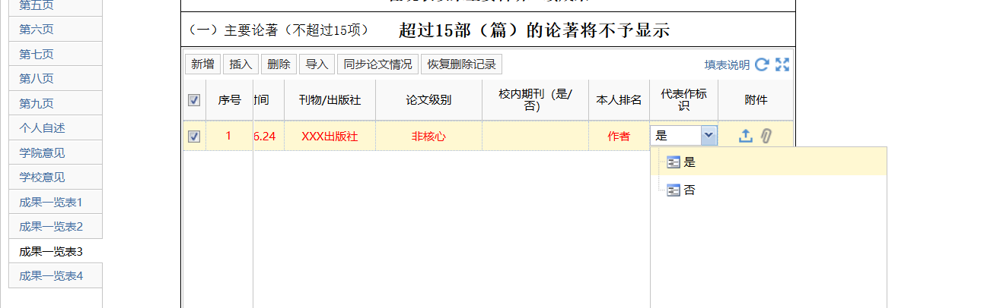 第五页
第六页
第七页
第八页
第九页
个人自述
学院意见
学校意见
成果一览表1
成果一览表2
成果一览表3
成果一览表4
（一）主要论著（不超过15项） 超过15部（篇）的论著将不予显示
新增 插入 删除 导入 同步论文情况 恢复删除记录 填表说明
序号 时间 刊物/出版社 论文级别 校内期刊（是/否） 本人排名 代表作标识 附件
1 6.24 XXX出版社 非核心 作者 是
是
否